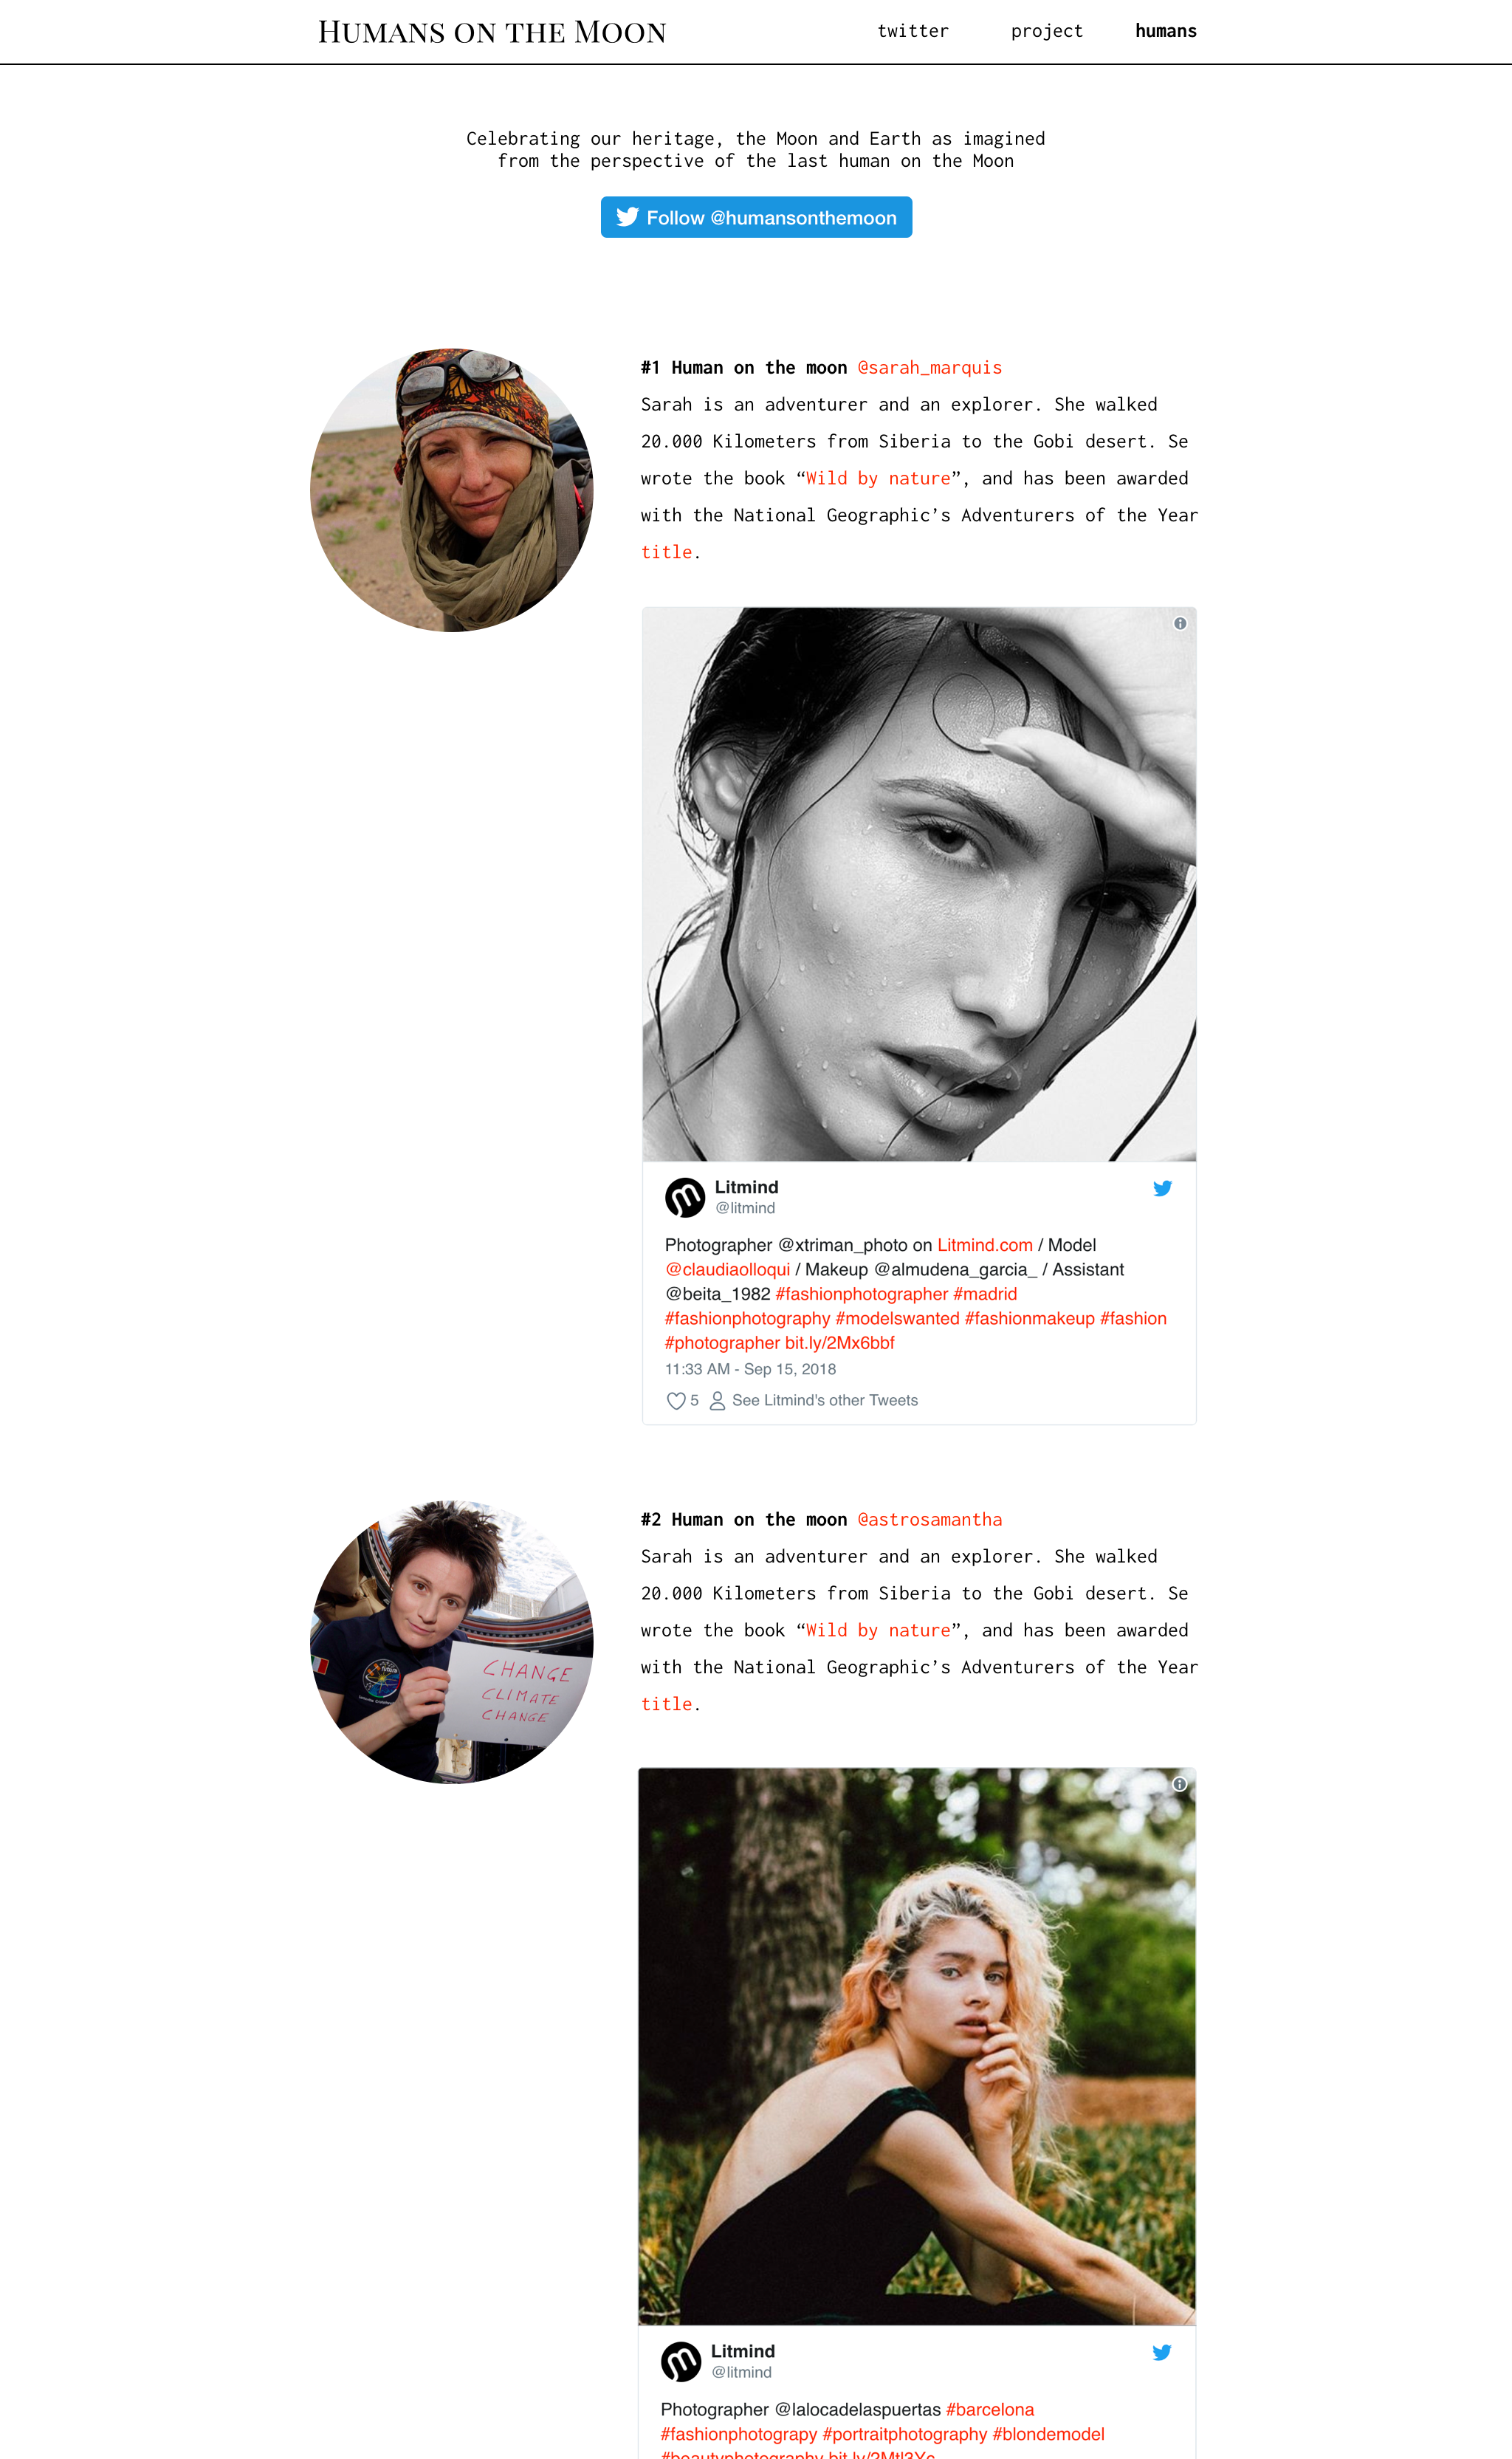 HUMANS ON THE MOON
twitter project humans
Celebrating our heritage, the Moon and Earth as imagined
from the perspective of the last human on the Moon
Follow @humansonthemoon
#1 Human on the moon @sarah_marquis
Sarah is an adventurer and an explorer. She walked
20.000 Kilometers from Siberia to the Gobi desert. Se
wrote the book “Wild by nature”, and has been awarded
with the National Geographic’s Adventurers of the Year
title.
Litmind
@litmind
Photographer @xtriman_photo on Litmind.com / Model
@claudiaolloqui / Makeup @almudena_garcia_ / Assistant
@beita_1982 #fashionphotographer #madrid
#fashionphotography #modelswanted #fashionmakeup #fashion
#photographer bit.ly/2Mx6bbf
11:33 AM - Sep 15, 2018
5 See Litmind's other Tweets
#2 Human on the moon @astrosamantha
CHANGE
CLIMATE
CHANGE
Sarah is an adventurer and an explorer. She walked
20.000 Kilometers from Siberia to the Gobi desert. Se
wrote the book “Wild by nature”, and has been awarded
with the National Geographic’s Adventurers of the Year
title.
Litmind
@litmind
Photographer @lalocadelaspuertas #barcelona
#fashionphotograpy #portraitphotography #blondemodel
#beautyphotography